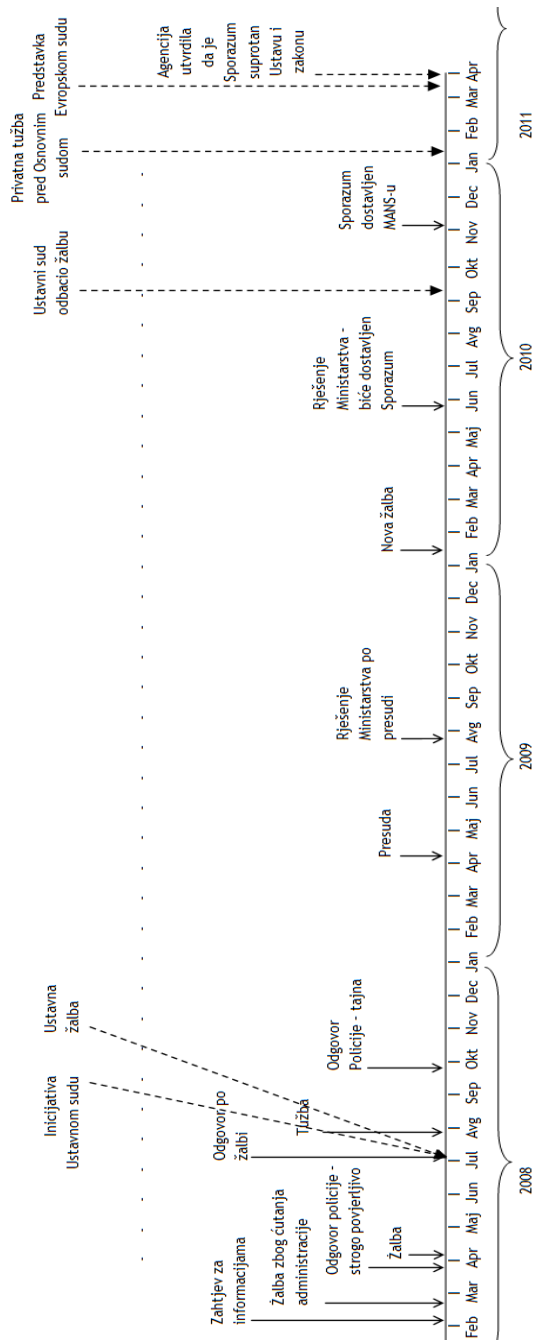 Inicijativa
Ustavnom sudu
Ustavna
žalba
Ustavni sud
odbacio žalbu
Privatna tužba
pred Osnovnim
sudom
Predstavka
Evropskom sudu
Agencija
utvrdila
da je
Sporazum
suprotan
Ustavu i
zakonu
Zahtjev za
informacijama
Žalba zbog ćutanja
administracije
Odgovor policije -
strogo povjerljivo
Žalba
Odgovor po
žalbi
Tužba
Odgovor
Policije - tajna
Presuda
Rješenje
Ministarstva po
presudi
Nova žalba
Rješenje
Ministarstva -
biće dostavljen
Sporazum
Sporazum
dostavljen
MANS-u
Feb Mar Apr Maj Jun Jul Avg Sep Okt Nov Dec Jan Feb Mar Apr Maj Jun Jul Avg Sep Okt Nov Dec Jan Feb Mar Apr Maj Jun Jul Avg Sep Okt Nov Dec Jan Feb Mar Apr
2008 2009 2010 2011